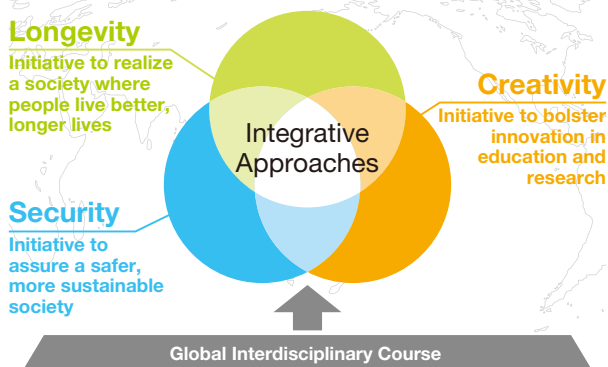 Longevity
Initiative to realize
a society where
people live better,
longer lives
Integrative
Approaches
Creativity
Initiative to bolster
innovation in
education and
research
Security
Initiative to
assure a safer,
more sustainable
society
Global Interdisciplinary Course